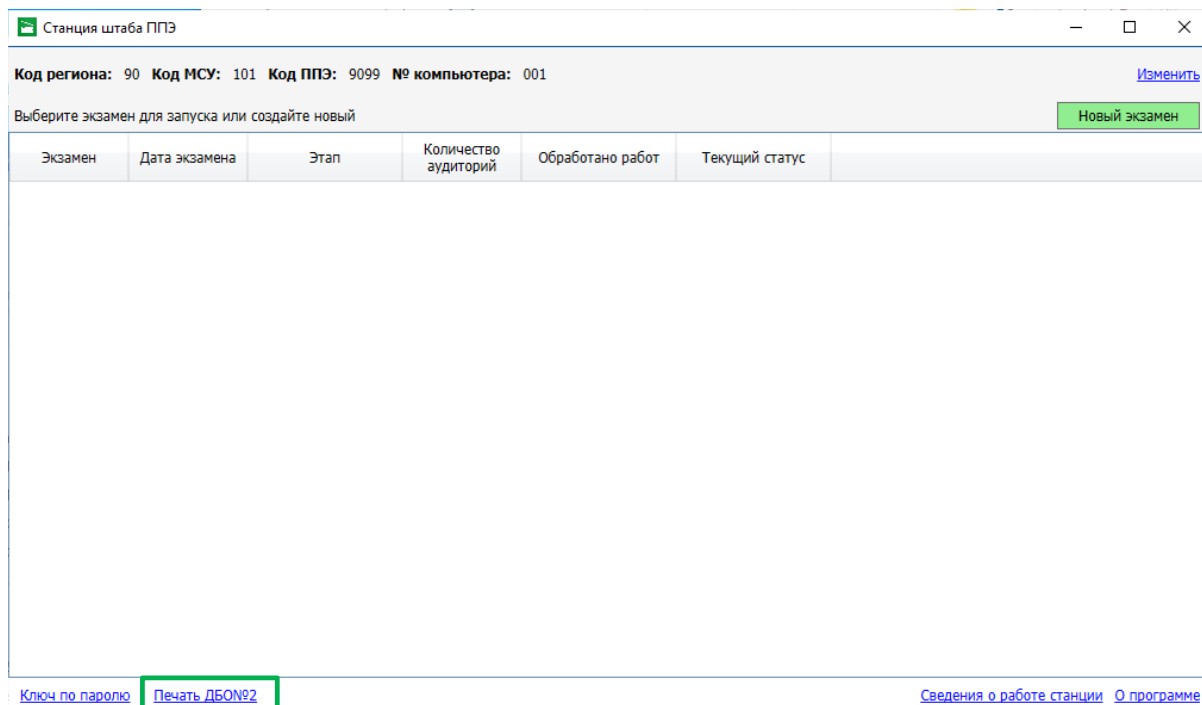 Станция штаба ППЭ
Код региона: 90 Код МСУ: 101 Код ППЭ: 9099 № компьютера: 001
Изменить
Выберите экзамен для запуска или создайте новый
Новый экзамен
Экзамен
Дата экзамена
Этап
Количество
аудиторий
Обработано работ
Текущий статус
Ключ по паролю
Печать ДБО№2
Сведения о работе станции
О программе